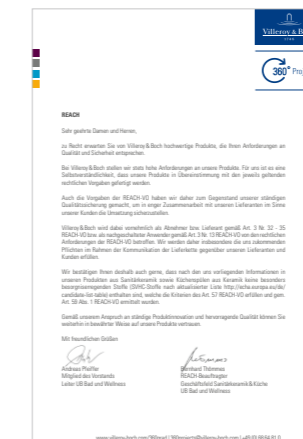 Villeroy & B
1748
360° Proj
REACH
Sehr geehrte Damen und Herren,
zu Recht erwarten Sie von Villeroy & Boch hochwertige Produkte, die Ihren Anforderungen an
Qualität und Sicherheit entsprechen.
Bei Villeroy & Boch stellen wir stets hohe Anforderungen an unsere Produkte. Für uns ist es eine
Selbstverständlichkeit, dass unsere Produkte in Übereinstimmung mit den jeweils geltenden
rechtlichen Vorgaben gefertigt werden.
Auch die Vorgaben der REACH-VO haben wir daher zum Gegenstand unserer ständigen
Qualitätssicherung gemacht, um in enger Zusammenarbeit mit unseren Lieferanten im Sinne
unserer Kunden die Umsetzung sicherzustellen.
Villeroy & Boch wird dabei vornehmlich als Abnehmer bzw. Lieferant gemäß Art. 3 Nr. 32 - 35
REACH-VO bzw. als nachgeschalteter Anwender gemäß Art. 3 Nr. 13 REACH-VO von den rechtlichen
Anforderungen der REACH-VO betroffen. Wir werden daher insbesondere die uns zukommenden
Pflichten im Rahmen der Kommunikation der Lieferkette gegenüber unseren Lieferanten und
Kunden erfüllen.
Wir bestätigen Ihnen deshalb auch gerne, dass nach den uns vorliegenden Informationen in
unseren Produkten aus Sanitärkeramik sowie Küchenspülen aus Keramik keine besonders
besorgniserregenden Stoffe (SVHC-Stoffe nach aktualisierter Liste http://echa.europa.eu/de/
candidate-list-table) enthalten sind, welche die Kriterien des Art. 57 REACH-VO erfüllen und gem.
Art. 59 Abs. 1 REACH-VO ermittelt wurden.
Gemäß unserem Anspruch an ständige Produktinnovation und hervorragende Qualität können Sie
weiterhin in bewährter Weise auf unsere Produkte vertrauen.
Mit freundlichen Grüßen
Andreas Pfeiffer
Mitglied des Vorstands
Leiter UB Bad und Wellness
Bernhard Thömmes
REACH-Beauftragter
Geschäftsfeld Sanitärkeramik & Küche
UB Bad und Wellness